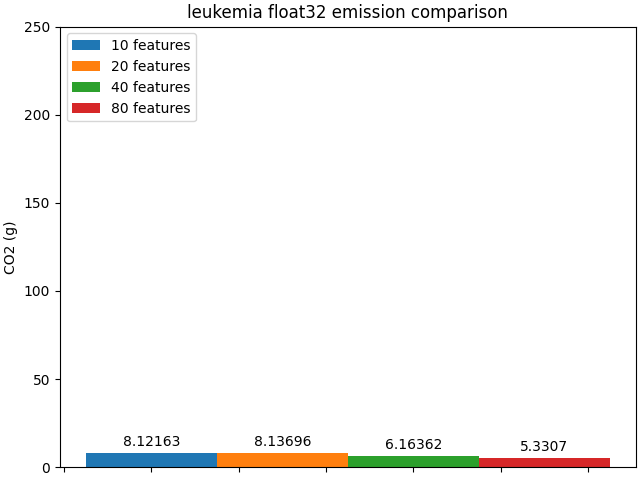 leukemia float32 emission comparison
250
200
150
100
50
0
CO2 (g)
10 features
20 features
40 features
80 features
8.12163
8.13696
6.16362
5.3307